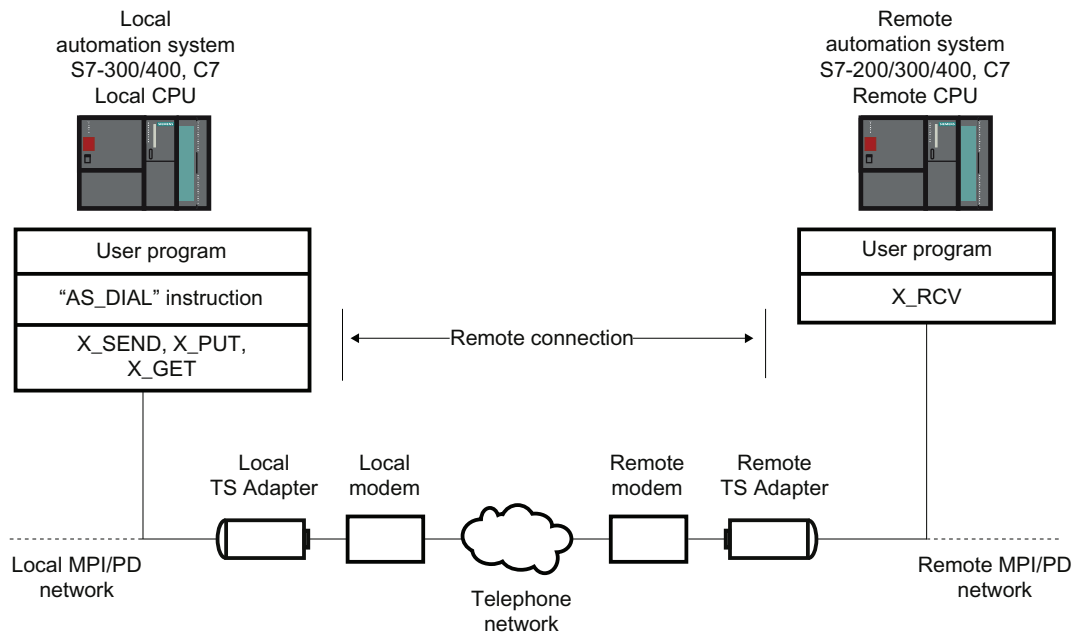 Local
automation system
S7-300/400, C7
Local CPU
Remote
automation system
S7-200/300/400, C7
Remote CPU
SIEMENS
SIEMENS
User program
“AS_DIAL” instruction
X_SEND, X_PUT,
X_GET
User program
X_RCV
Remote connection
Local
TS Adapter
Local
modem
Remote
modem
Remote
TS Adapter
Local MPI/PD
network
Telephone
network
Remote MPI/PD
network